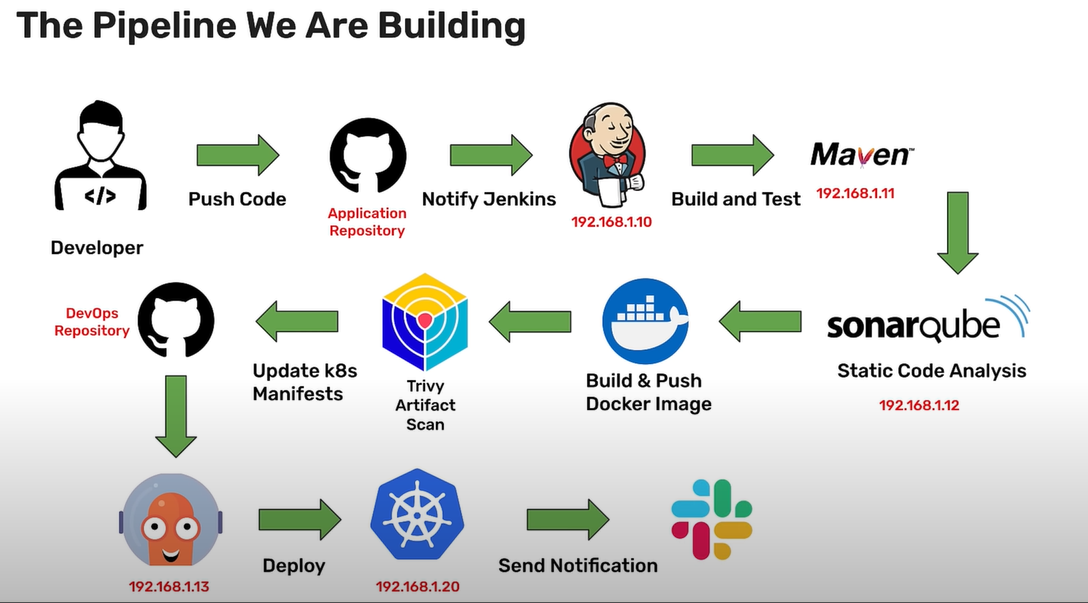 The Pipeline We Are Building
Push Code
Notify Jenkins
Build and Test
Maven™
192.168.1.11
Application
Repository
192.168.1.10
</>
Developer
DevOps
Repository
Update k8s
Manifests
Trivy
Artifact
Scan
Build & Push
Docker Image
sonarqube
Static Code Analysis
192.168.1.12
192.168.1.13
Deploy
192.168.1.20
Send Notification